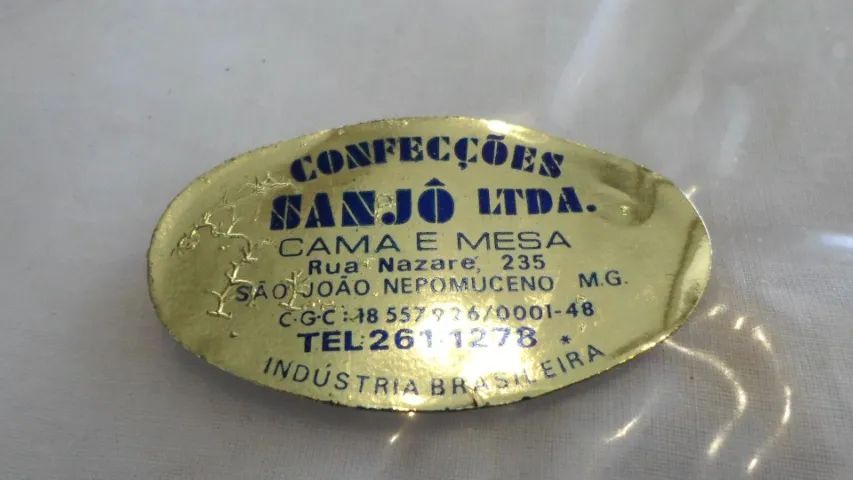 CONFECÇÕES
SANJÔ LTDA.
CAMA E MESA
Rua Nazaré, 235
SÃO JOÃO NEPOMUCENO M.G.
C.G.C: 18 557 926/0001-48
TEL: 261-1278 *
INDÚSTRIA BRASILEIRA